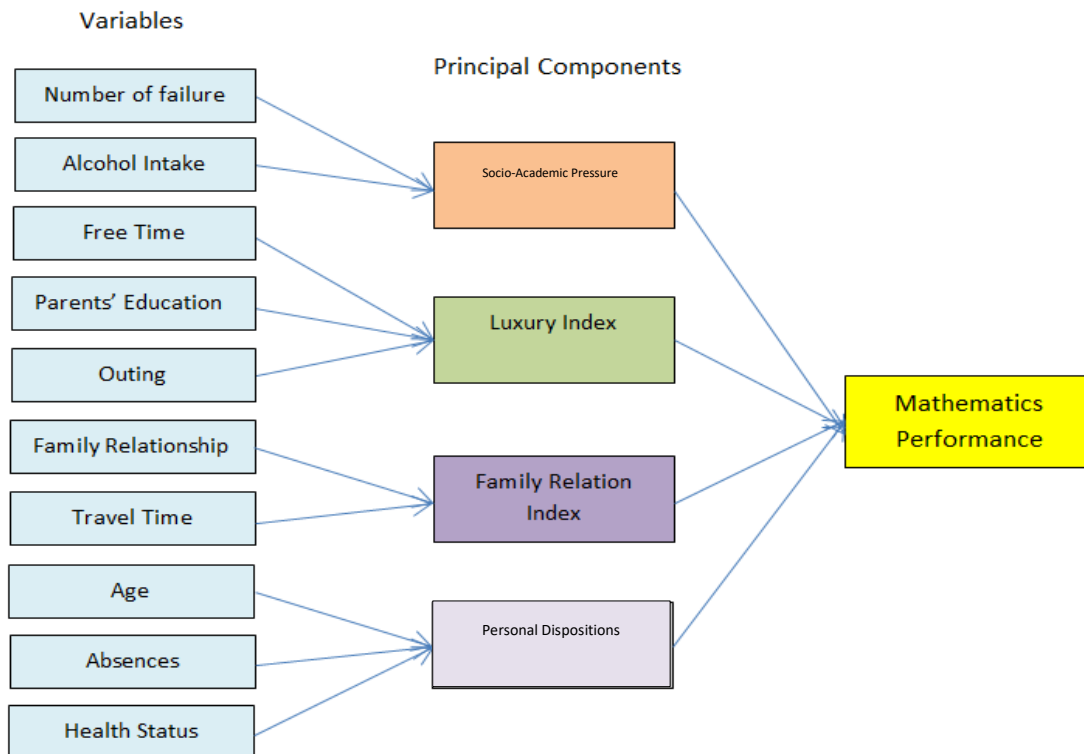 Variables
Principal Components
Number of failure
Alcohol Intake
Free Time
Parents’ Education
Outing
Family Relationship
Travel Time
Age
Absences
Health Status
Socio-Academic Pressure
Luxury Index
Family Relation
Index
Personal Dispositions
Mathematics
Performance